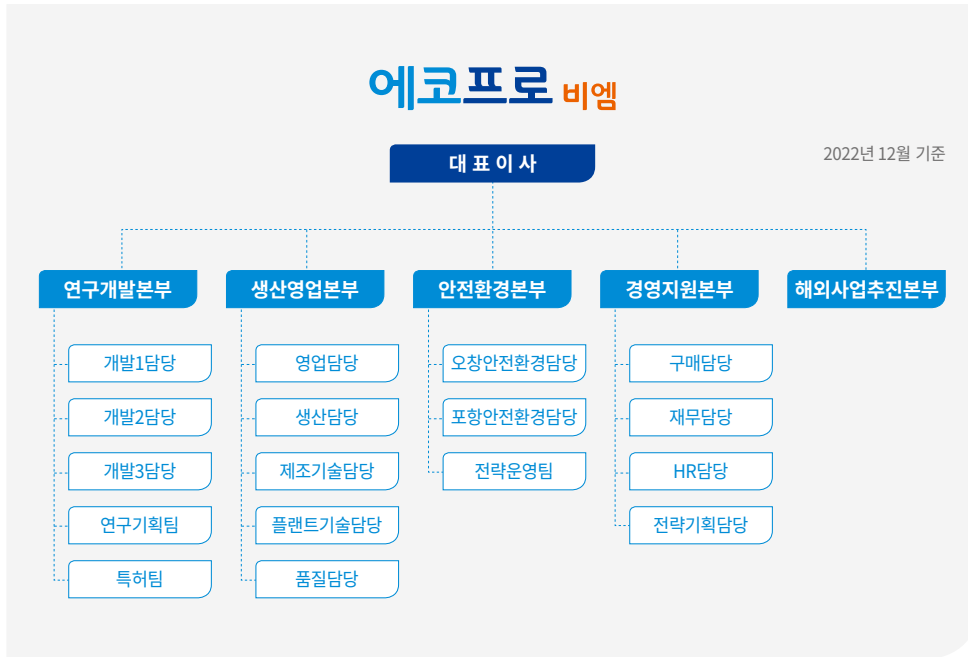 에코프로 비엠
대표이사
2022년 12월 기준
연구개발본부
생산영업본부
안전환경본부
경영지원본부
해외사업추진본부
개발1담당
영업담당
오창안전환경담당
구매담당
개발2담당
생산담당
포항안전환경담당
재무담당
개발3담당
제조기술담당
전략운영팀
HR담당
연구기획팀
플랜트기술담당
전략기획담당
특허팀
품질담당